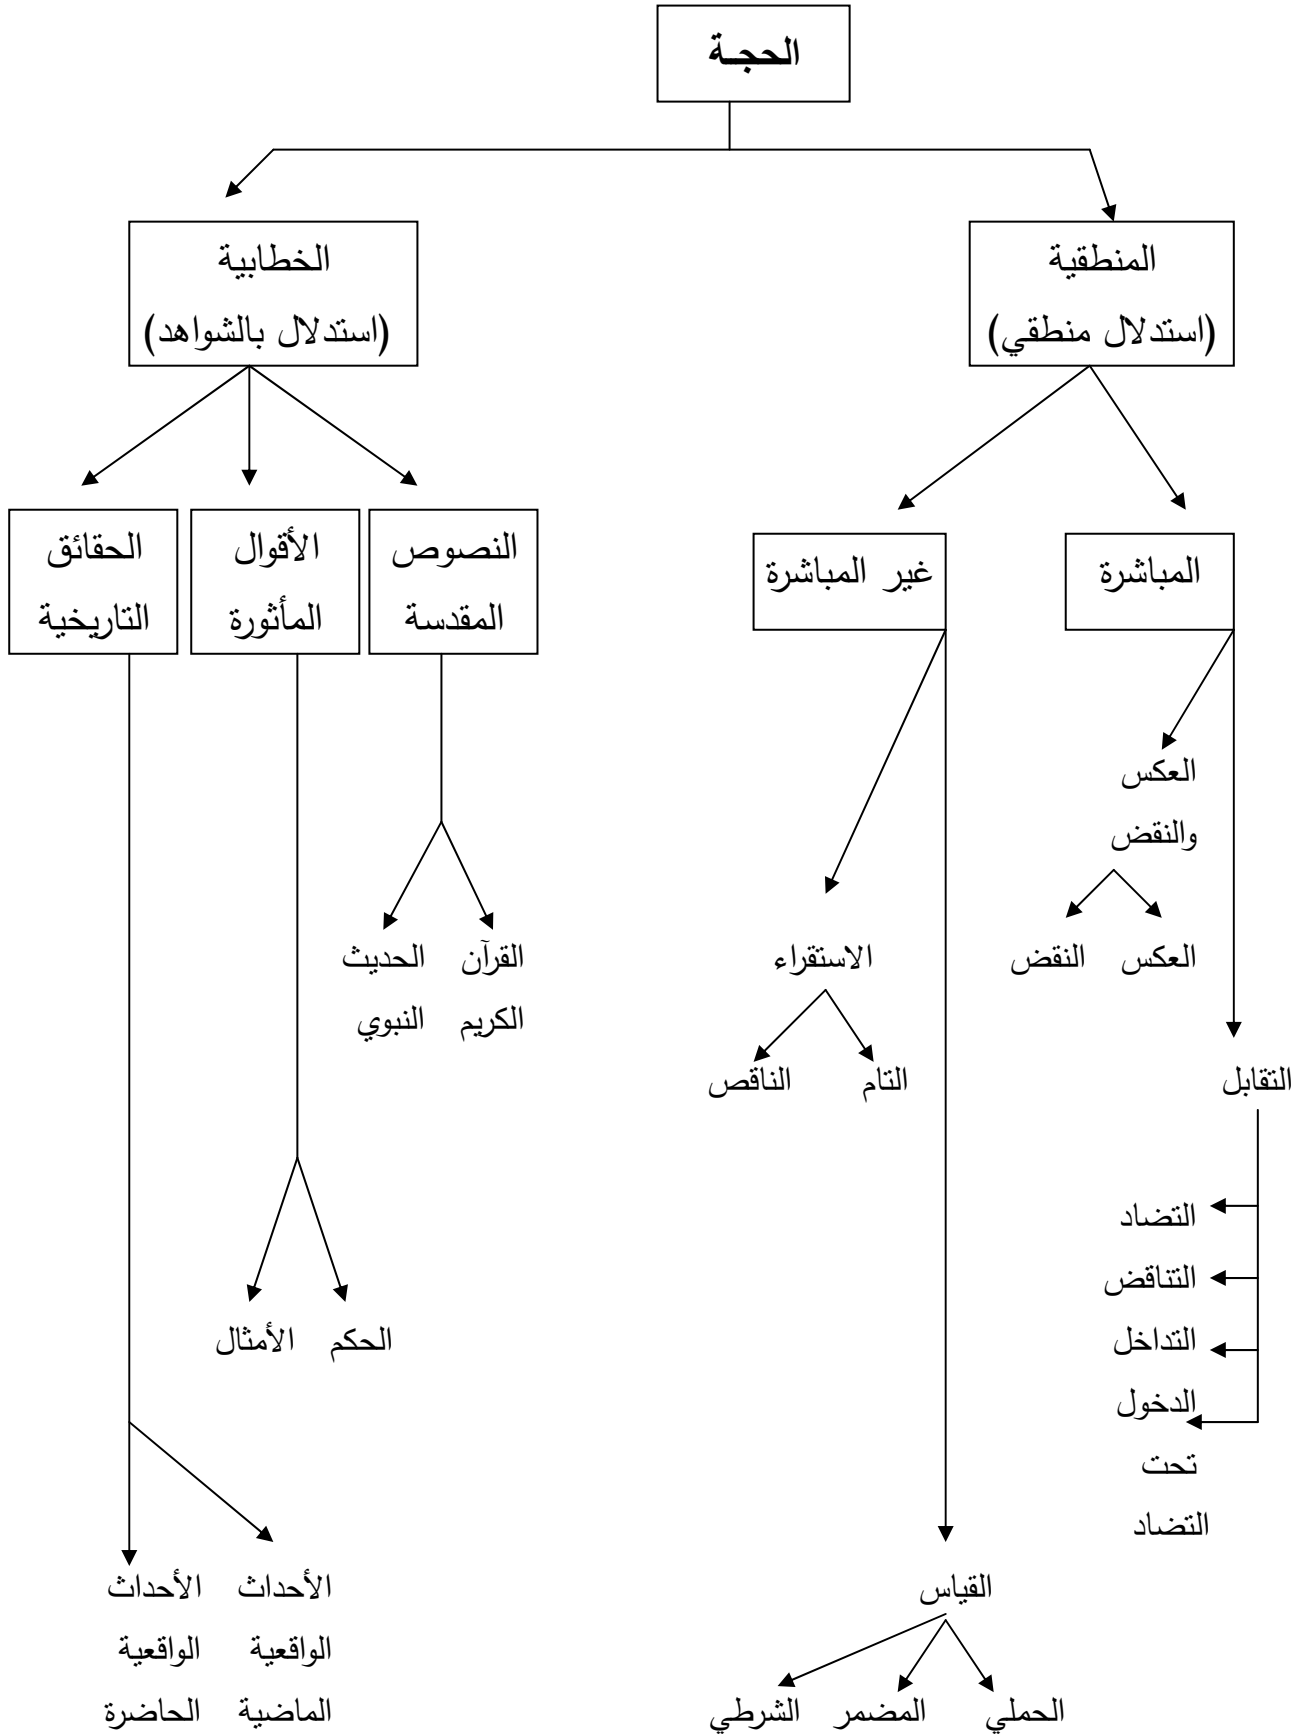 الحجة
المنطقية
(استدلال منطقي)
الخطابية
(استدلال بالشواهد)
المباشرة
غير المباشرة
النصوص
المقدسة
الأقوال
المأثورة
الحقائق
التاريخية
العكس
والنقض
العكس
النقض
التقابل
التضاد
التناقض
التداخل
الدخول
تحت
التضاد
الاستقراء
التام
الناقص
القياس
الحملي
المضمر
الشرطي
القرآن
الكريم
الحديث
النبوي
الحكم
الأمثال
الأحداث
الواقعية
الماضية
الأحداث
الواقعية
الحاضرة